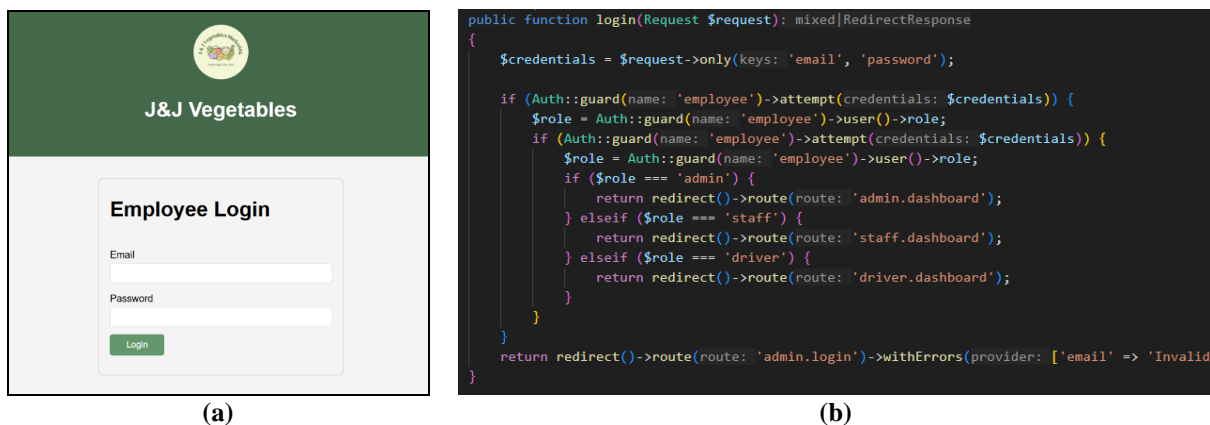 J&J Vegetables
Employee Login
Email
Password
Login
(a)
public function login(Request $request): mixed|RedirectResponse
{
$credentials = $request->only(keys: 'email', 'password');
if (Auth::guard(name: 'employee')->attempt(credentials: $credentials)) {
$role = Auth::guard(name: 'employee')->user()->role;
if (Auth::guard(name: 'employee')->attempt(credentials: $credentials)) {
$role = Auth::guard(name: 'employee')->user()->role;
if ($role === 'admin') {
return redirect()->route(route: 'admin.dashboard');
} elseif ($role === 'staff') {
return redirect()->route(route: 'staff.dashboard');
} elseif ($role === 'driver') {
return redirect()->route(route: 'driver.dashboard');
}
}
}
return redirect()->route(route: 'admin.login')->withErrors(provider: ['email' => 'Invalid
}
(b)